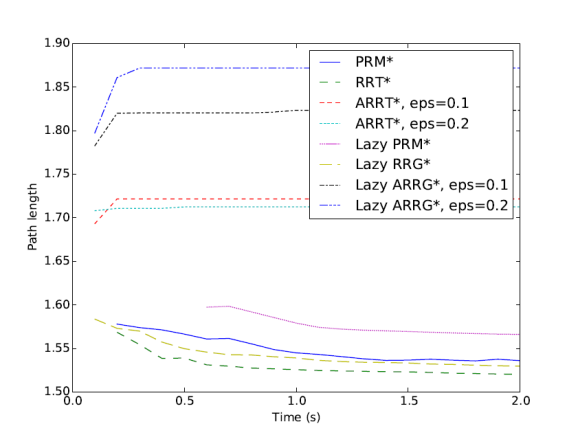 1.90
1.85
1.80
1.75
1.70
1.65
1.60
1.55
1.50
Path length
0.0
0.5
1.0
1.5
2.0
Time (s)
PRM*
RRT*
ARRT*, eps=0.1
ARRT*, eps=0.2
Lazy PRM*
Lazy RRG*
Lazy ARRG*, eps=0.1
Lazy ARRG*, eps=0.2